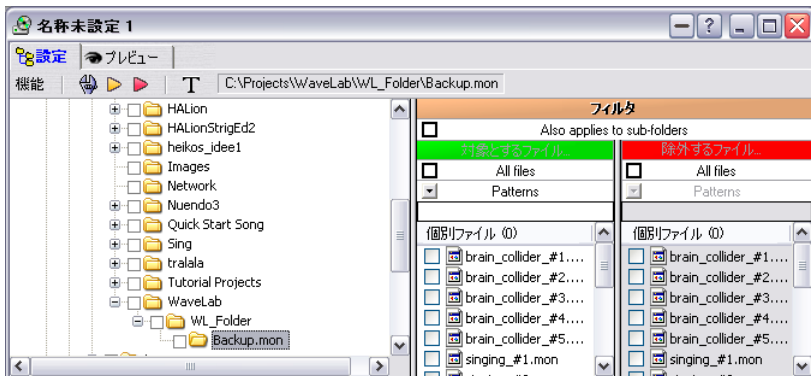 名称未設定 1
設定 プレビュー
機能 T C:\Projects\WaveLab\WL_Folder\Backup.mon
HALion
HALionStrigEd2
heikos_idee1
Images
Network
Nuendo3
Quick Start Song
Sing
tralala
Tutorial Projects
WaveLab
WL_Folder
Backup.mon
フィルタ
Also applies to sub-folders
対象とするファイル...
All files
Patterns
個別ファイル (0)
brain_collider_#1....
brain_collider_#2....
brain_collider_#3....
brain_collider_#4....
brain_collider_#5....
singing_#1.mon
除外するファイル...
All files
Patterns
個別ファイル (0)
brain_collider_#1....
brain_collider_#2....
brain_collider_#3....
brain_collider_#4....
brain_collider_#5....
singing_#1.mon